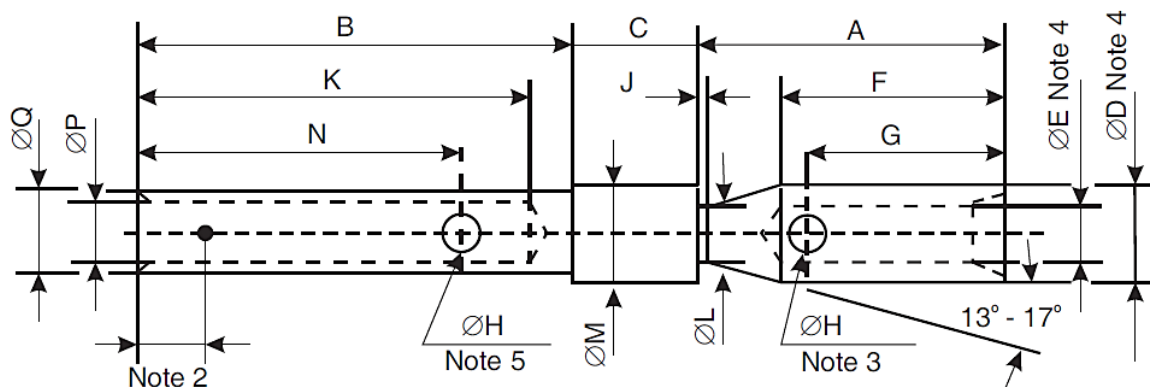 B
C
A
K
J
F
N
G
ØQ
ØP
ØE Note 4
ØD Note 4
ØH
Note 5
ØM
ØL
ØH
Note 3
13° - 17°
Note 2